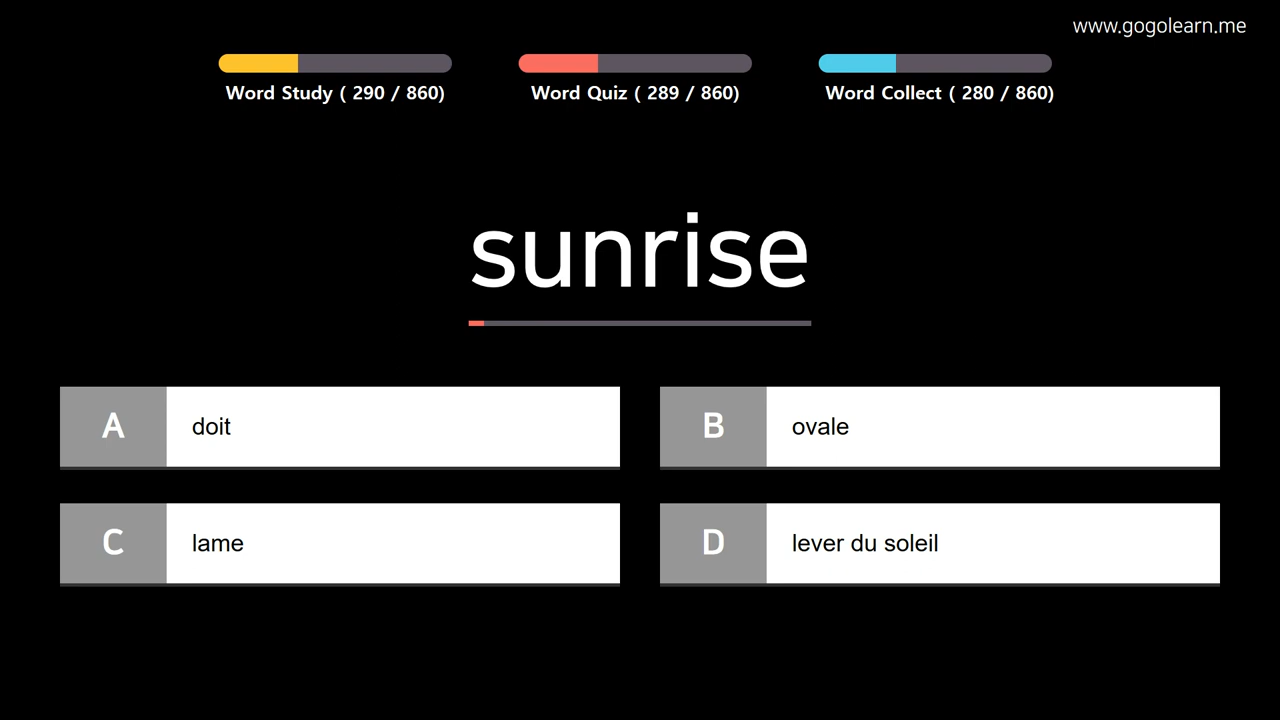 www.gogolearn.me
Word Study ( 290 / 860)
Word Quiz ( 289 / 860)
Word Collect ( 280 / 860)
sunrise
A doit
B ovale
C lame
D lever du soleil